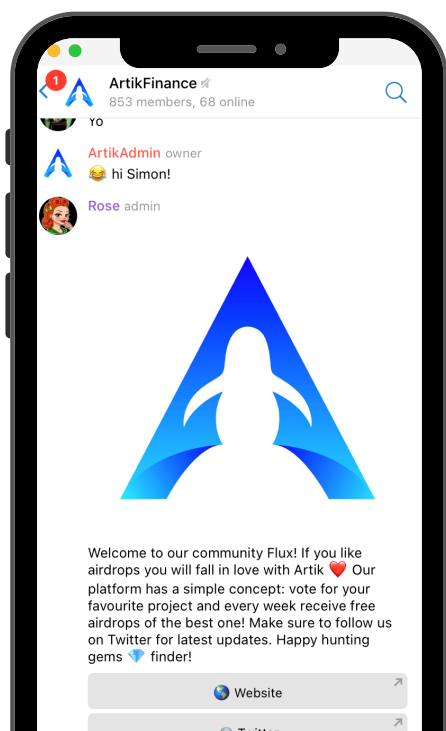 1
ArtikFinance
853 members, 68 online
Yo
ArtikAdmin owner
😂 hi Simon!
Rose admin
Welcome to our community Flux! If you like
airdrops you will fall in love with Artik ❤️ Our
platform has a simple concept: vote for your
favourite project and every week receive free
airdrops of the best one! Make sure to follow us
on Twitter for latest updates. Happy hunting
gems 💎 finder!
🌎 Website
Twitter